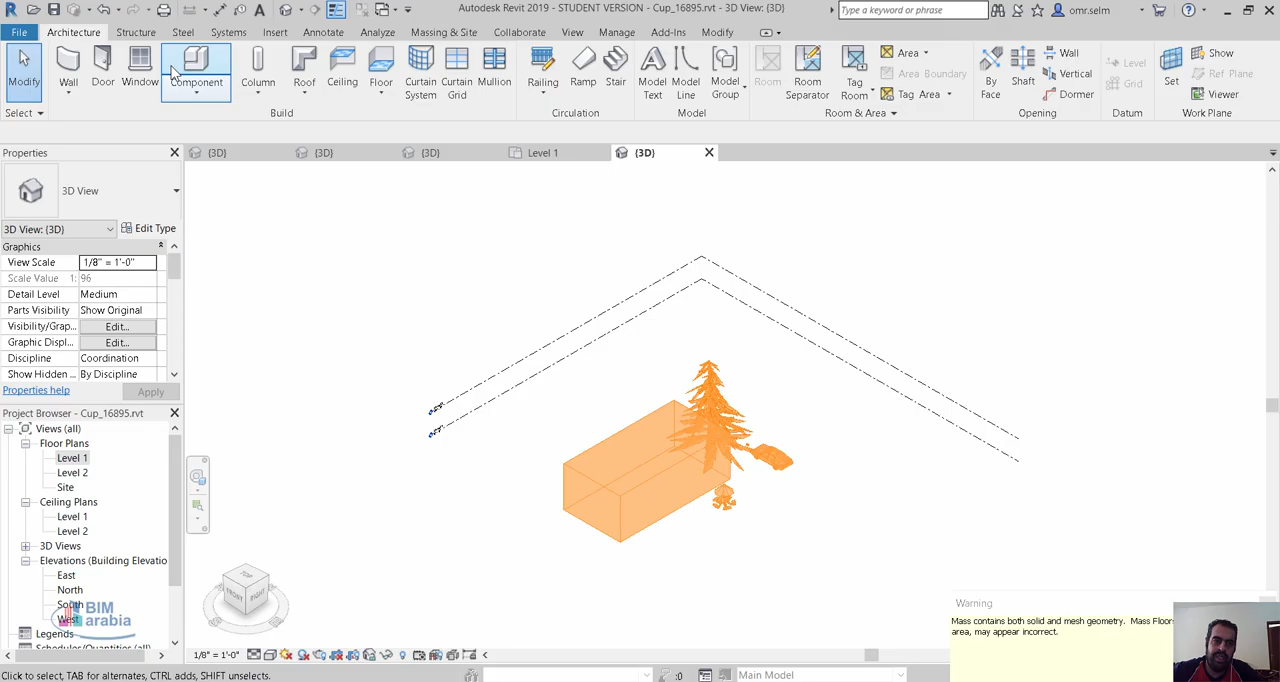 Autodesk Revit 2019 - STUDENT VERSION - Cup_16895.rvt - 3D View: {3D}
Type a keyword or phrase
omr.selm
File Architecture Structure Steel Systems Insert Annotate Analyze Massing & Site Collaborate View Manage Add-Ins Modify
Modify Wall Door Window Component Column Roof Ceiling Floor Curtain System Curtain Grid Mullion Railing Ramp Stair Model Text Model Line Model Group Room Room Separator Tag Room
Area
Area Boundary
Tag Area
By Face
Shaft
Wall
Vertical
Dormer
Level
Grid
Set
Show
Ref Plane
Viewer
Select Build Circulation Model Room & Area Opening Datum Work Plane
Properties
{3D} {3D} {3D} Level 1 {3D}
3D View
3D View: {3D} Edit Type
Graphics
View Scale 1/8" = 1'-0"
Scale Value 1: 96
Detail Level Medium
Parts Visibility Show Original
Visibility/Grap... Edit...
Graphic Displ... Edit...
Discipline Coordination
Show Hidden ... By Discipline
Properties help Apply
Project Browser - Cup_16895.rvt
Views (all)
Floor Plans
Level 1
Level 2
Site
Ceiling Plans
Level 1
Level 2
3D Views
Elevations (Building Elevatio
East
North
South
West
Legends
Schedules/Quantities (all)
BIM
arabia
TOP
FRONT
RIGHT
Warning
Mass contains both solid and mesh geometry. Mass Floor
area, may appear incorrect.
1/8" = 1'-0"
Click to select, TAB for alternates, CTRL adds, SHIFT unselects.
:0
Main Model